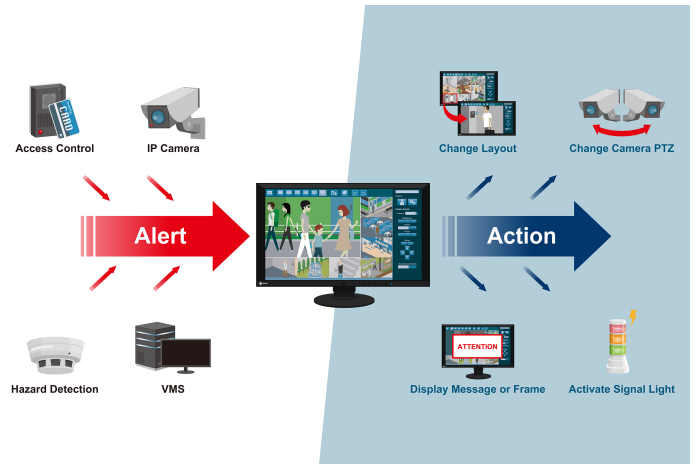 Access Control
IP Camera
CARD
Alert
Hazard Detection
VMS
Change Layout
Change Camera PTZ
Action
ATTENTION
Display Message or Frame
Activate Signal Light